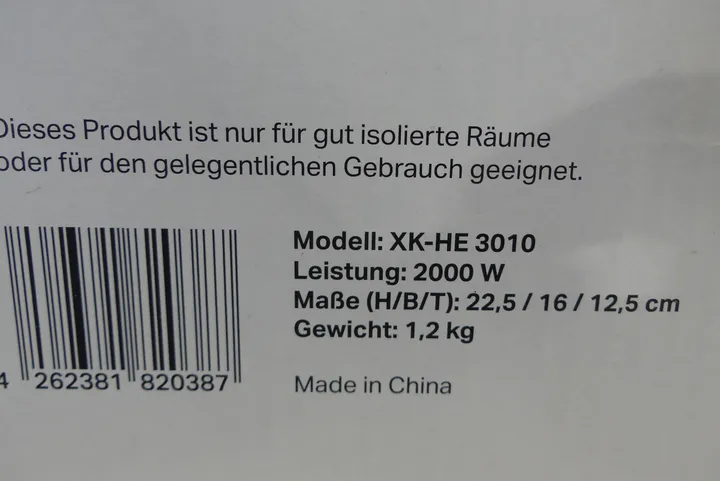 Dieses Produkt ist nur für gut isolierte Räume
oder für den gelegentlichen Gebrauch geeignet.
Modell: XK-HE 3010
Leistung: 2000 W
Maße (H/B/T): 22,5 / 16 / 12,5 cm
Gewicht: 1,2 kg
4 262381 820387
Made in China